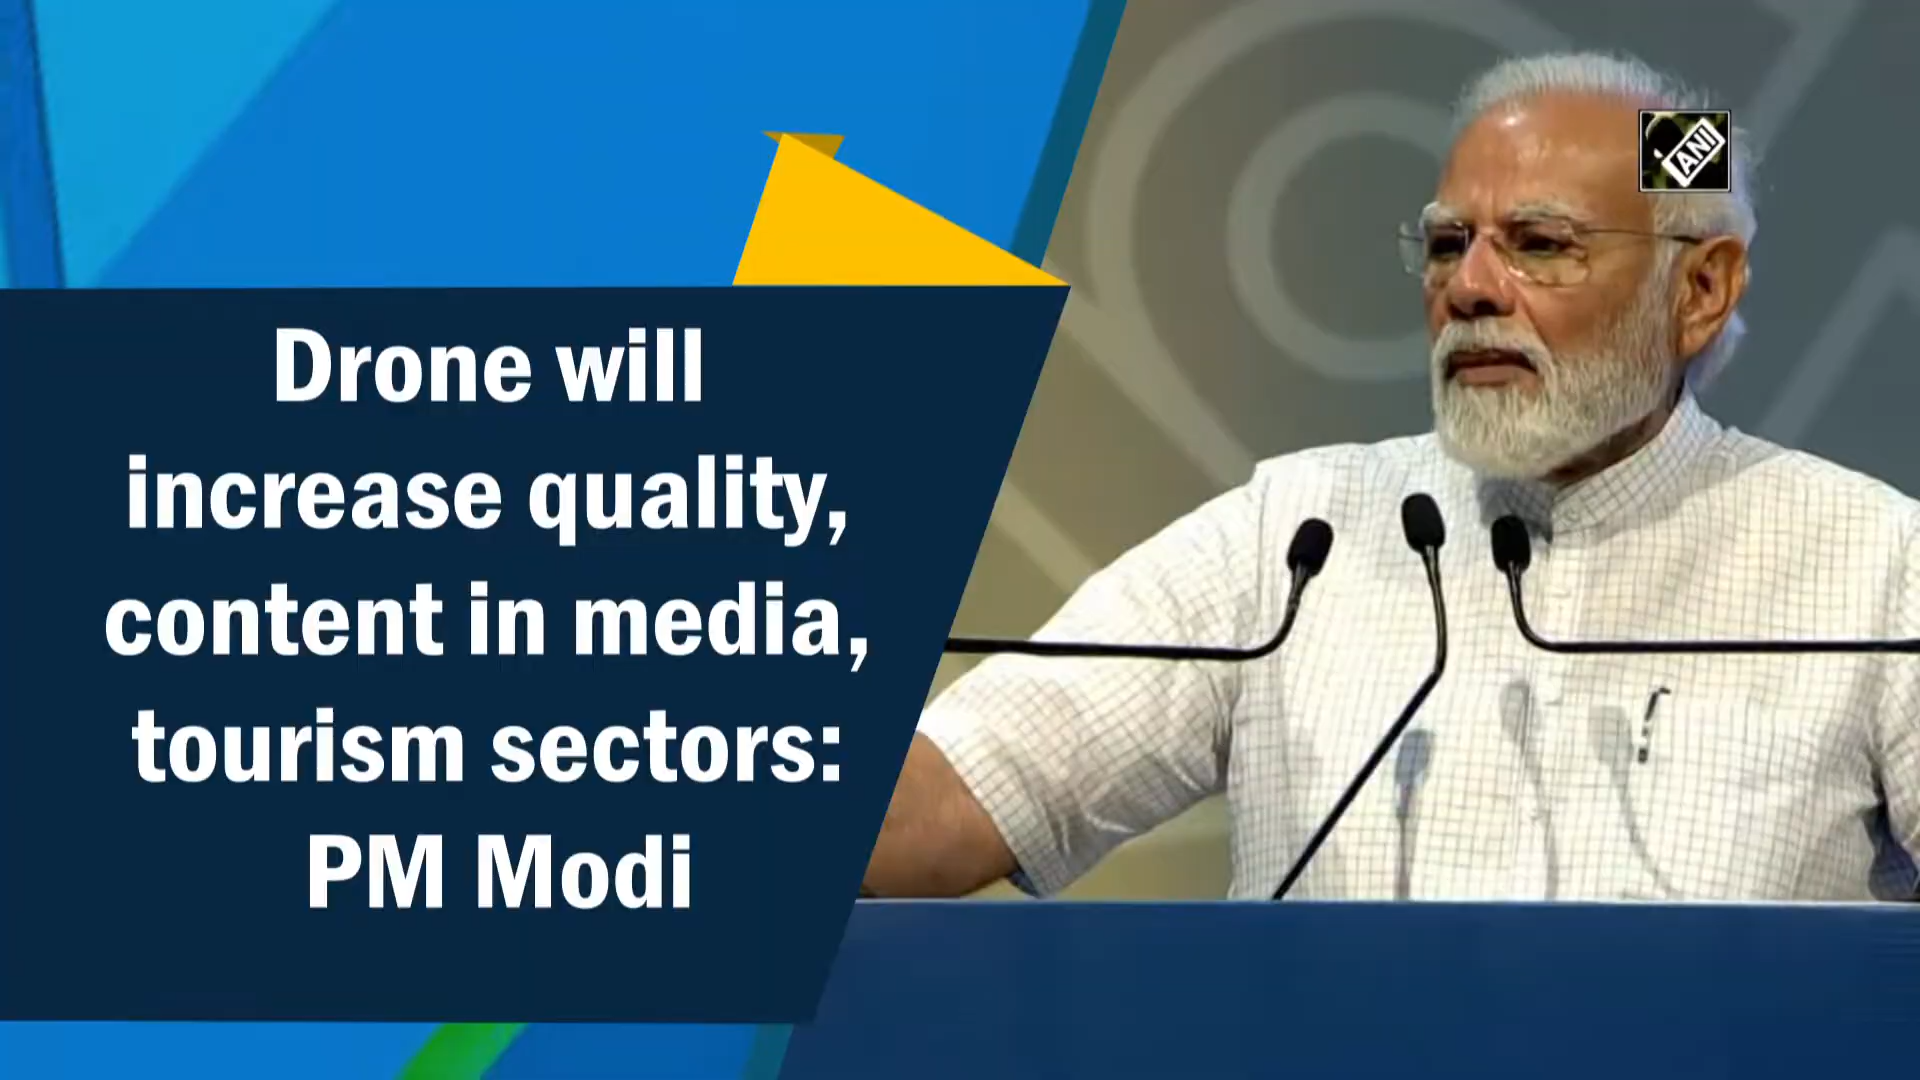 ANI
Drone will
increase quality,
content in media,
tourism sectors:
PM Modi